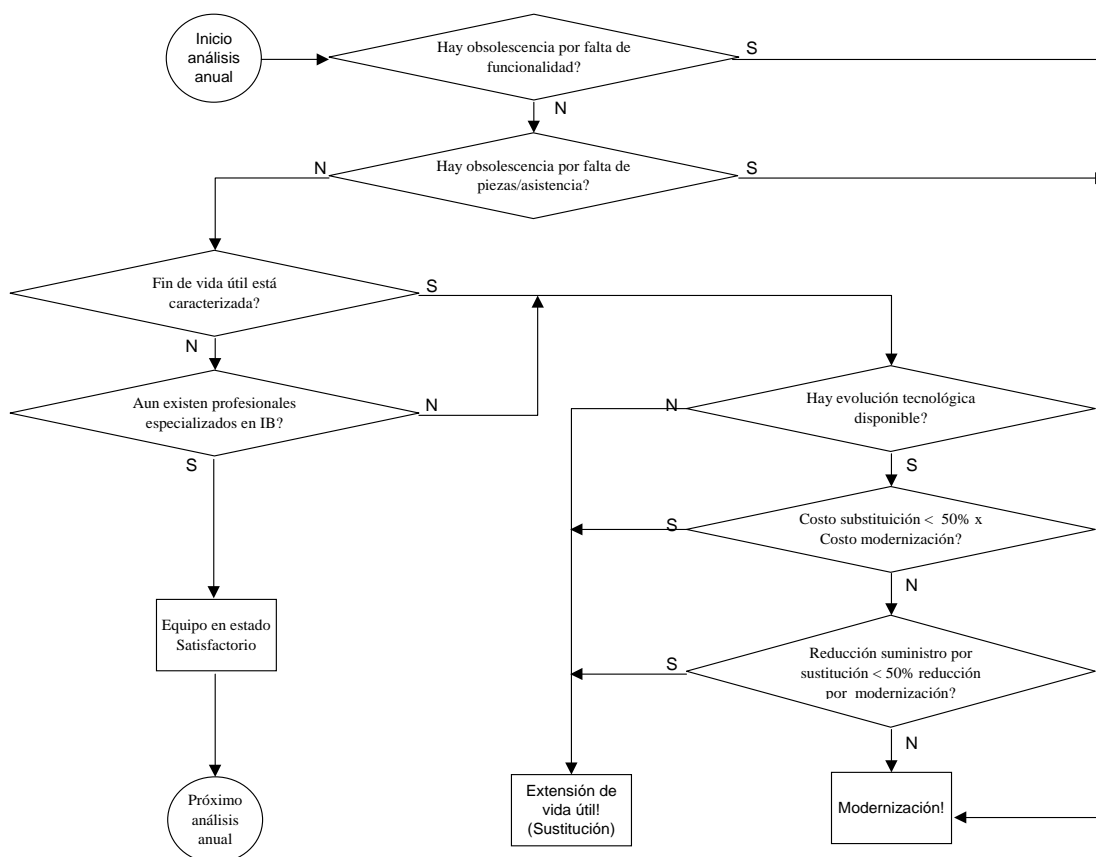 Inicio
análisis
anual
Hay obsolescencia por falta de
funcionalidad?
S
N
Hay obsolescencia por falta de
piezas/asistencia?
N
S
Fin de vida útil está
caracterizada?
S
N
Aun existen profesionales
especializados en IB?
N
S
Hay evolución tecnológica
disponible?
N
S
Costo substituición < 50% x
Costo modernización?
S
N
Equipo en estado
Satisfactorio
Reducción suministro por
sustitución < 50% reducción
por modernización?
S
N
Próximo
análisis
anual
Extensión de
vida útil!
(Sustitución)
Modernización!